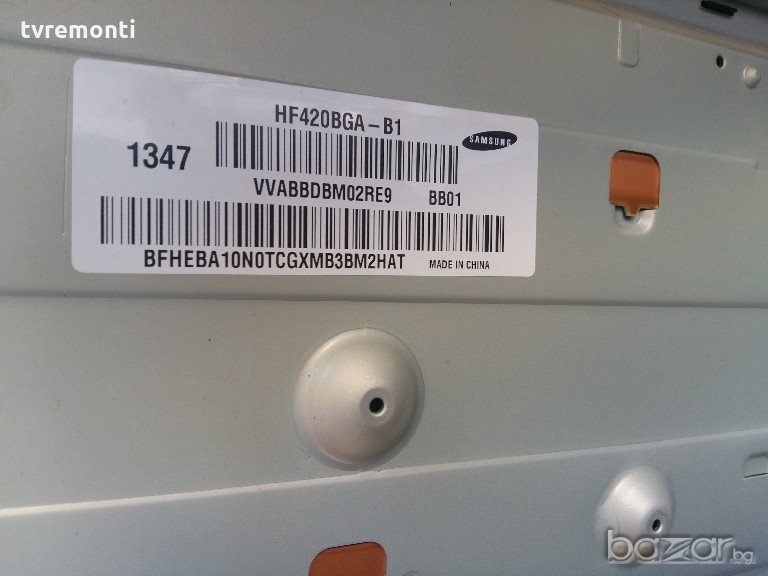 tvremonti
HF420BGA-B1
SAMSUNG
1347
VVABBDBM02RE9 BB01
BFHEBA10N0TCGXMB3BM2HAT MADE IN CHINA
bazar.bg